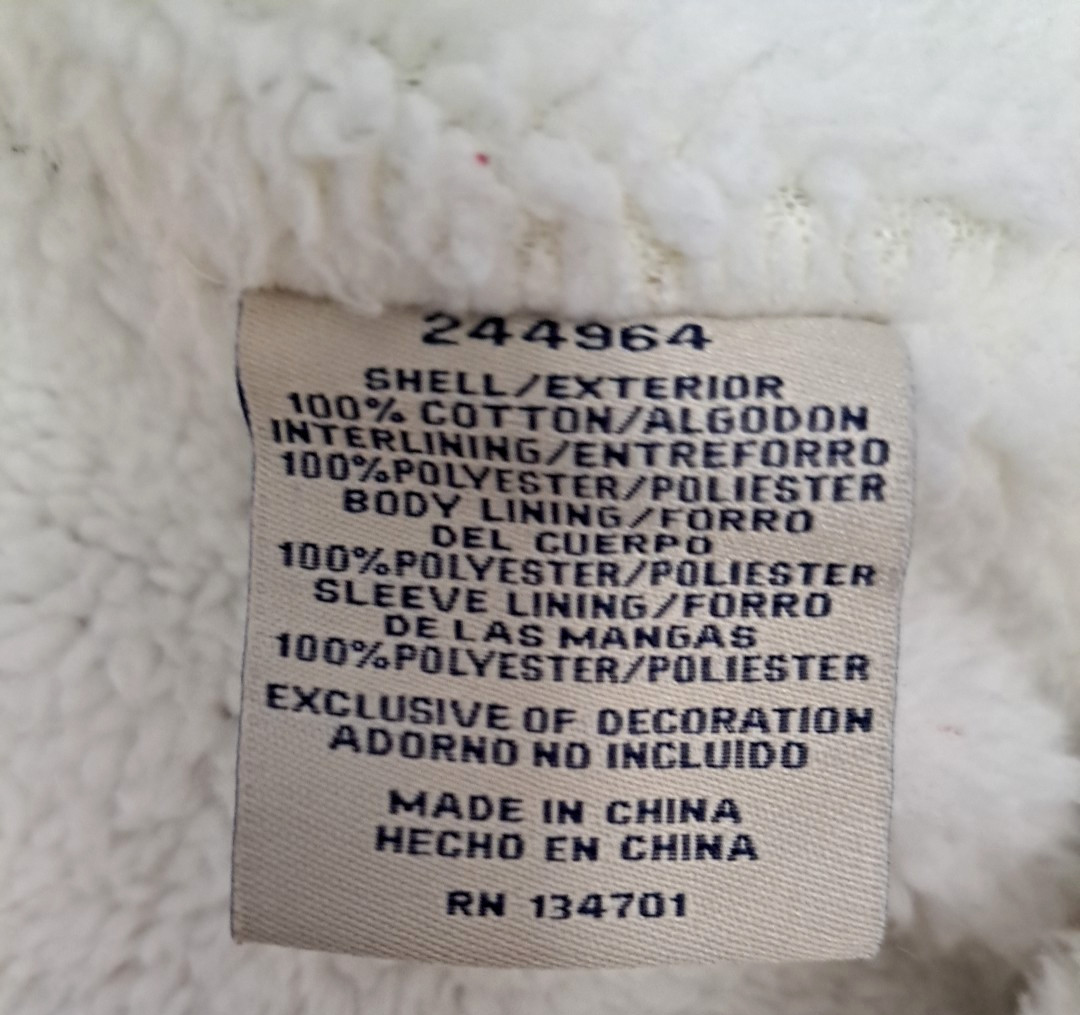 244964
SHELL/EXTERIOR
100% COTTON/ALGODON
INTERLINING/ENTREFORRO
100%POLYESTER/POLIESTER
BODY LINING/FORRO
DEL CUERPO
100%POLYESTER/POLIESTER
SLEEVE LINING/FORRO
DE LAS MANGAS
100%POLYESTER/POLIESTER
EXCLUSIVE OF DECORATION
ADORNO NO INCLUIDO
MADE IN CHINA
HECHO EN CHINA
RN 134701